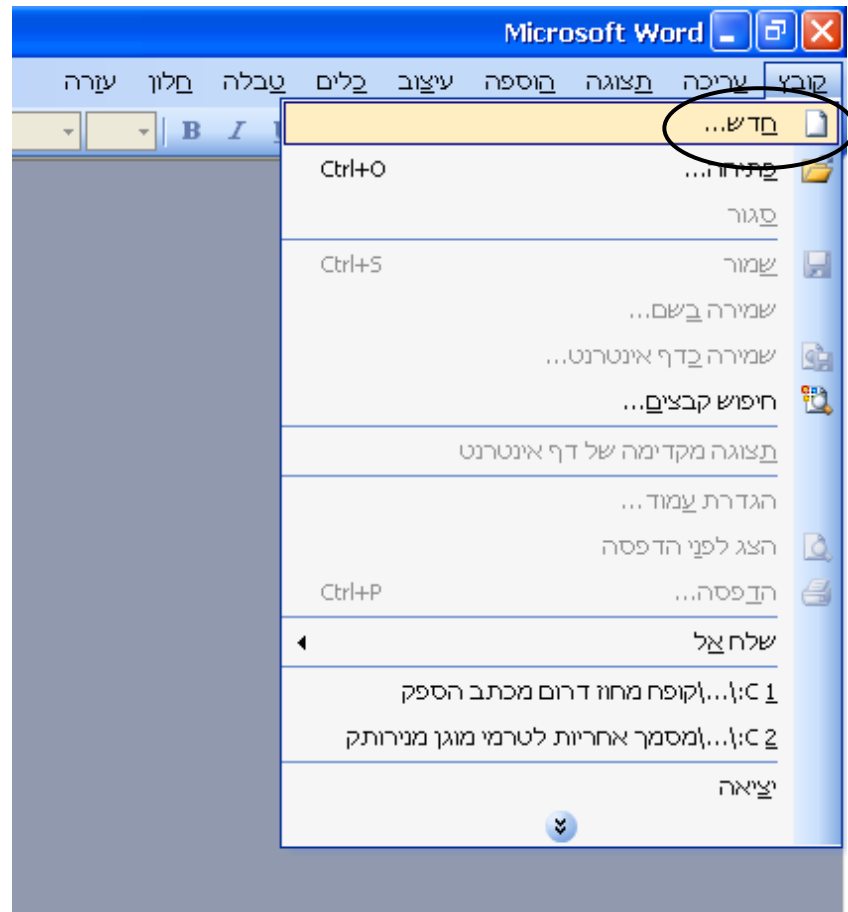 Microsoft Word
קובץ עריכה תצוגה הוספה עיצוב כלים טבלה חלון עזרה
B I
חדש...
פתיחה... Ctrl+O
סגור
שמור Ctrl+S
שמירה בשם...
שמירה כדף אינטרנט...
חיפוש קבצים...
תצוגה מקדימה של דף אינטרנט
הגדרת עמוד...
הצג לפני הדפסה
הדפסה... Ctrl+P
שלח אל
1 C:\...\קופח מחוז דרום מכתב הספק
2 C:\...\מסמך אחריות לטרמי מוגן מנירותק
יציאה